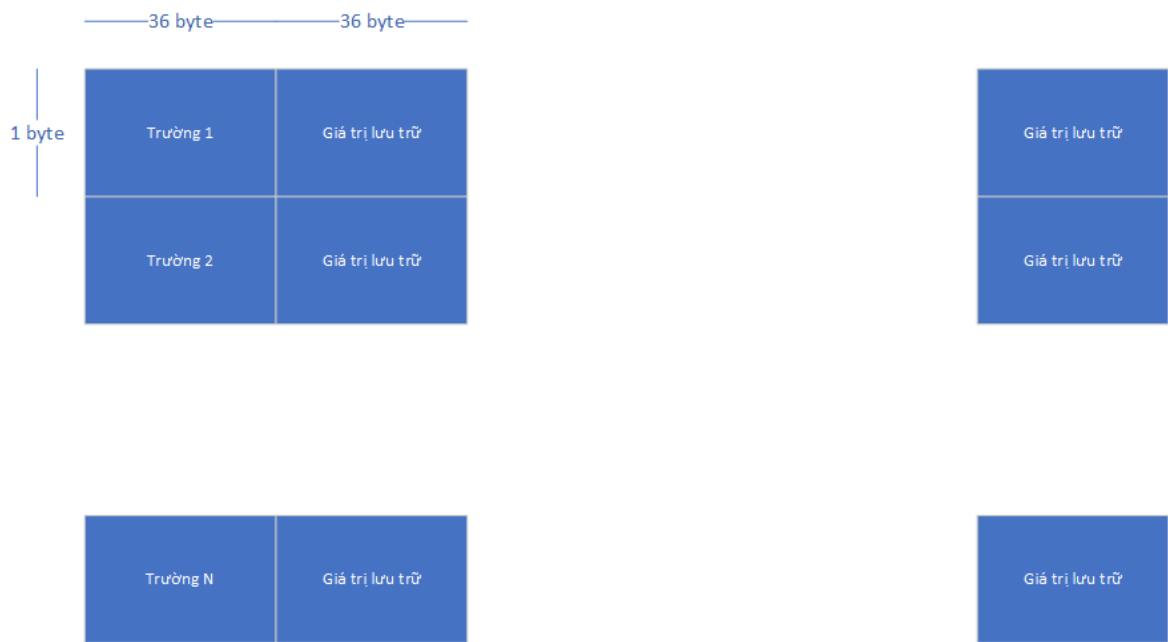 36 byte 36 byte
1 byte Trường 1 Giá trị lưu trữ Giá trị lưu trữ
Trường 2 Giá trị lưu trữ Giá trị lưu trữ
Trường N Giá trị lưu trữ Giá trị lưu trữ